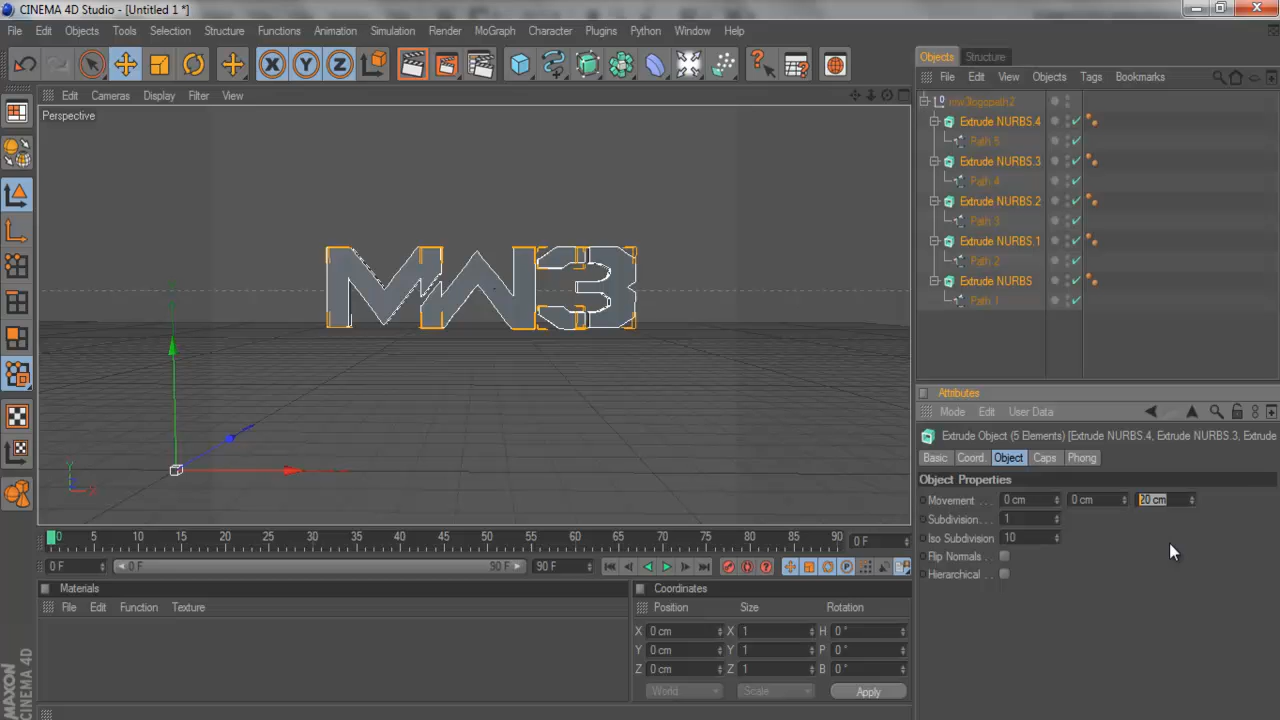 CINEMA 4D Studio - [Untitled 1 *]
File Edit Objects Tools Selection Structure Functions Animation Simulation Render MoGraph Character Plugins Python Window Help
X Y Z
Objects Structure
File Edit View Objects Tags Bookmarks
Edit Cameras Display Filter View
Perspective
mw3logopath2
Extrude NURBS.4
Path 5
Extrude NURBS.3
Path 4
Extrude NURBS.2
Path 3
Extrude NURBS.1
Path 2
Extrude NURBS
Path 1
MW3
Y
X
Attributes
Mode Edit User Data
Extrude Object (5 Elements) [Extrude NURBS.4, Extrude NURBS.3, Extrude
Basic Coord. Object Caps Phong
Object Properties
Movement . . . 0 cm 0 cm 20 cm
Subdivision. . . 1
Iso Subdivision 10
Flip Normals . .
Hierarchical . .
0 5 10 15 20 25 30 35 40 45 50 55 60 65 70 75 80 85 90 0 F
0 F 0 F 90 F 90 F
Materials
File Edit Function Texture
Coordinates
Position Size Rotation
X 0 cm X 1 H 0 °
Y 0 cm Y 1 P 0 °
Z 0 cm Z 1 B 0 °
World Scale Apply
MAXON CINEMA 4D